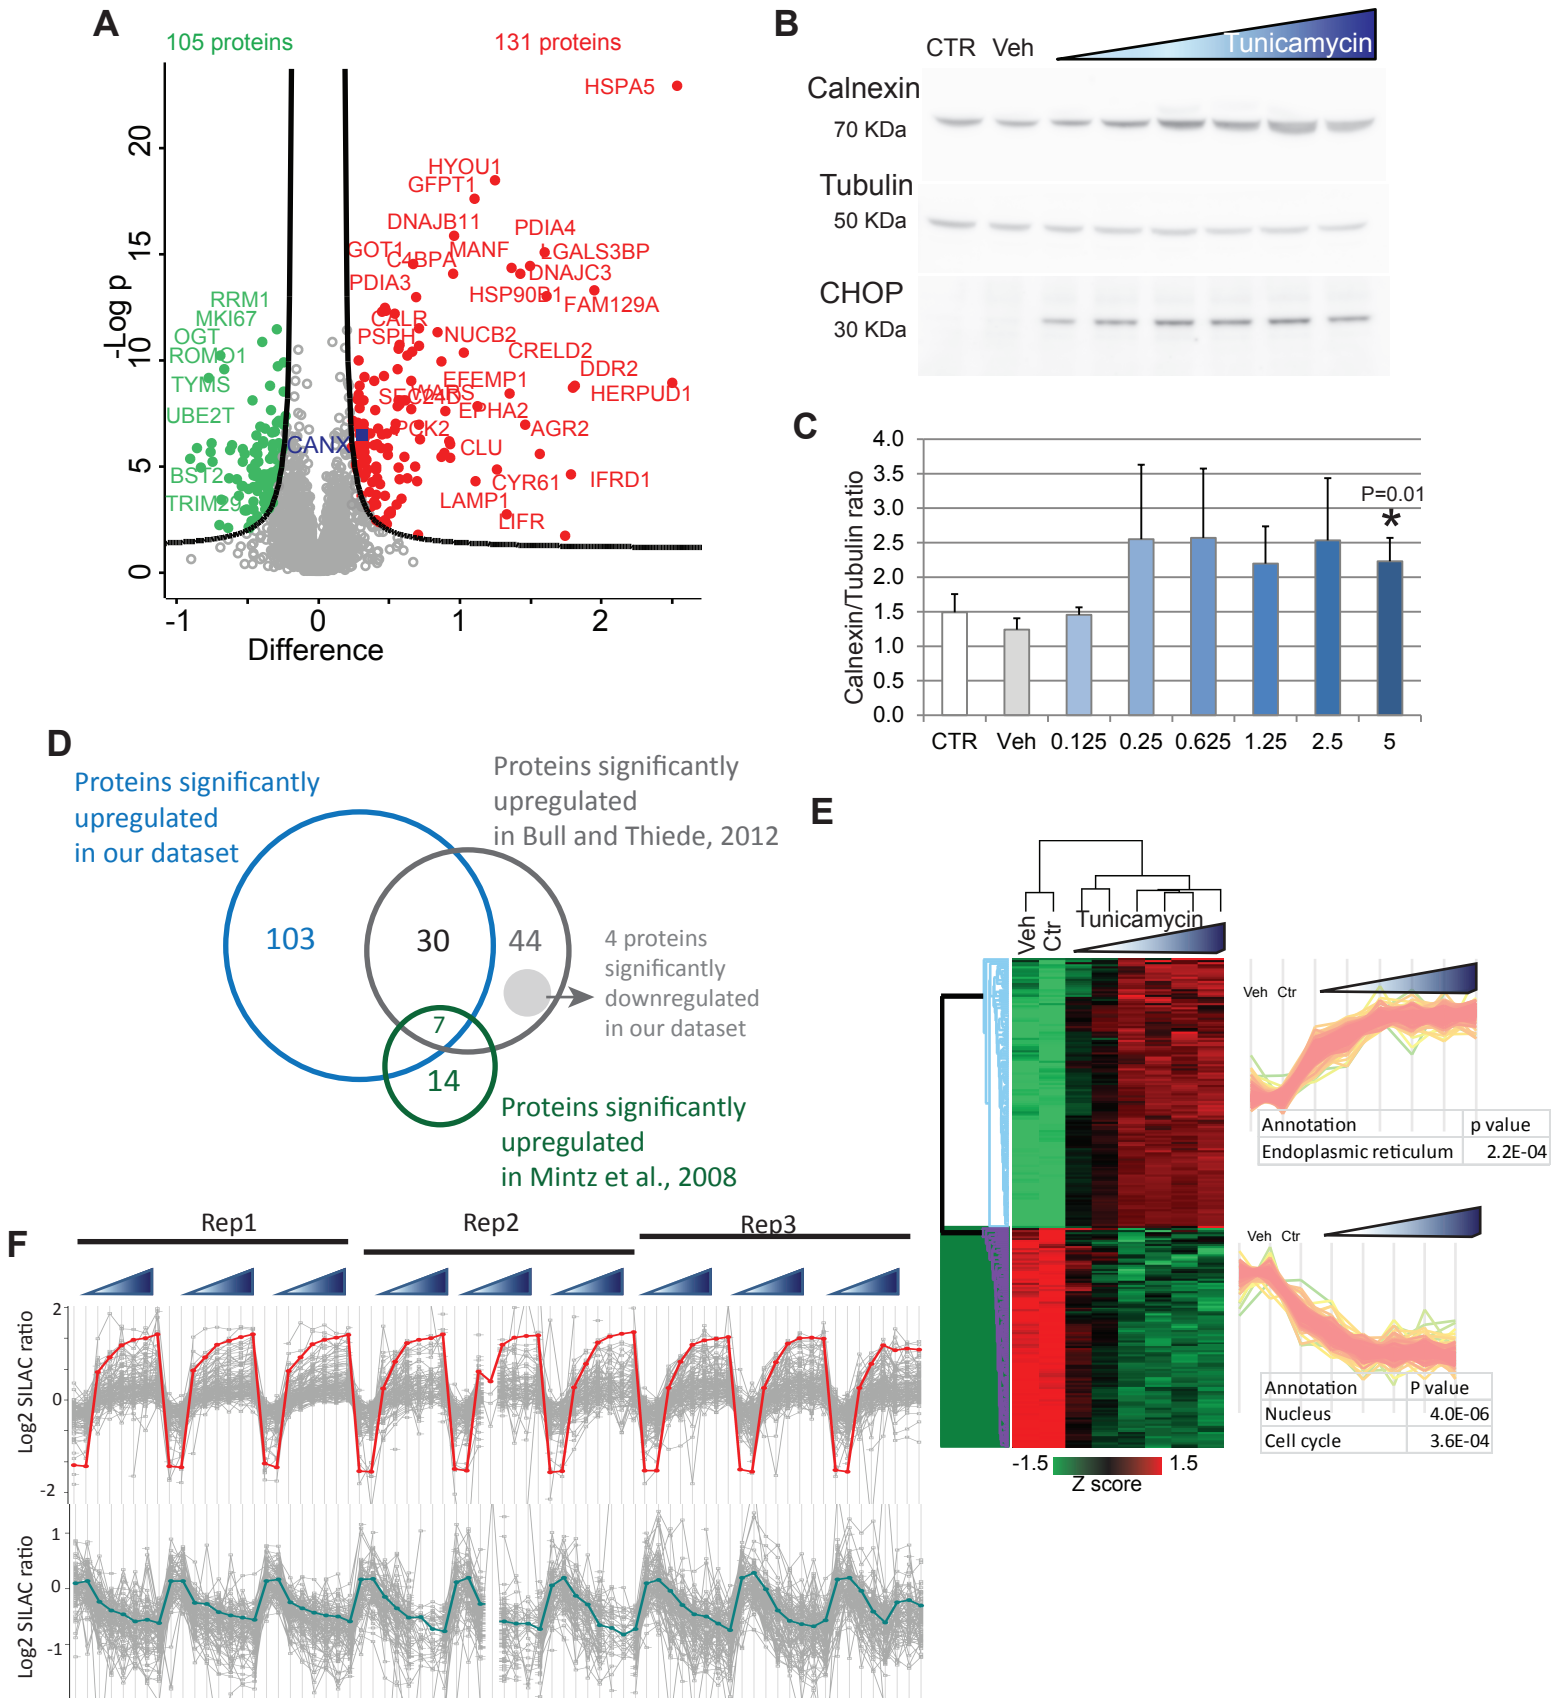 A
105 proteins
131 proteins
HSPA5
HYOU1
GFPT1
DNAJB11
PDIA4
GOT1
C4BPA
MANF
LGALS3BP
DNAJC3
PDIA3
HSP90B1
FAM129A
RRM1
MKI67
CALR
OGT
PSPH
NUCB2
ROMO1
CRELD2
TYMS
EFEMP1
DDR2
SEC24D
WARS
HERPUD1
UBE2T
EPHA2
PCK2
AGR2
CANX
CLU
BST2
CYR61
IFRD1
TRIM29
LAMP1
LIFR
-Log p
20
15
10
5
0
-1
0
1
2
Difference
B
CTR
Veh
Tunicamycin
Calnexin
70 KDa
Tubulin
50 KDa
CHOP
30 KDa
C
Calnexin/Tubulin ratio
4.0
3.5
3.0
2.5
2.0
1.5
1.0
0.5
0.0
P=0.01
*
CTR Veh 0.125 0.25 0.625 1.25 2.5 5
D
Proteins significantly
upregulated
in our dataset
Proteins significantly
upregulated
in Bull and Thiede, 2012
103
30
44
7
14
4 proteins
significantly
downregulated
in our dataset
Proteins significantly
upregulated
in Mintz et al., 2008
E
Veh
Ctr
Tunicamycin
-1.5
1.5
Z score
Veh Ctr
Annotation p value
Endoplasmic reticulum 2.2E-04
Veh Ctr
Annotation P value
Nucleus 4.0E-06
Cell cycle 3.6E-04
F
Rep1
Rep2
Rep3
Log2 SILAC ratio
2
0
-2
Log2 SILAC ratio
1
0
-1